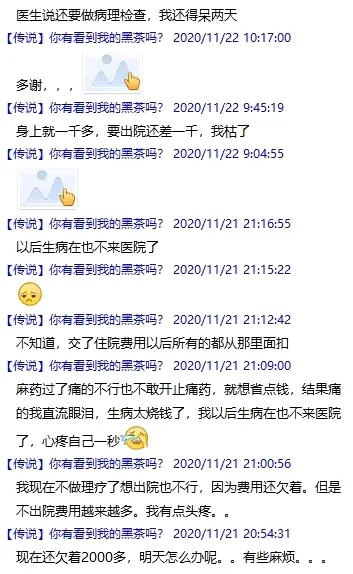 医生说还要做病理检查，我还得呆两天
【传说】你有看到我的黑茶吗？ 2020/11/22 10:17:00
多谢，，，
【传说】你有看到我的黑茶吗？ 2020/11/22 9:45:19
身上就一千多，要出院还差一千，我枯了
【传说】你有看到我的黑茶吗？ 2020/11/22 9:04:55
【传说】你有看到我的黑茶吗？ 2020/11/21 21:16:55
以后生病在也不来医院了
【传说】你有看到我的黑茶吗？ 2020/11/21 21:15:22
【传说】你有看到我的黑茶吗？ 2020/11/21 21:12:42
不知道，交了住院费用以后所有的都从那里面扣
【传说】你有看到我的黑茶吗？ 2020/11/21 21:09:00
麻药过了痛的不行也不敢开止痛药，就想省点钱，结果痛
的我直流眼泪，生病太烧钱了，我以后生病在也不来医院
了，心疼自己一秒
【传说】你有看到我的黑茶吗？ 2020/11/21 21:00:56
我现在不做理疗了想出院也不行，因为费用还欠着。但是
不出院费用越来越多。我有点头疼。。
【传说】你有看到我的黑茶吗？ 2020/11/21 20:54:31
现在还欠着2000多，明天怎么办呢。。有些麻烦。。。